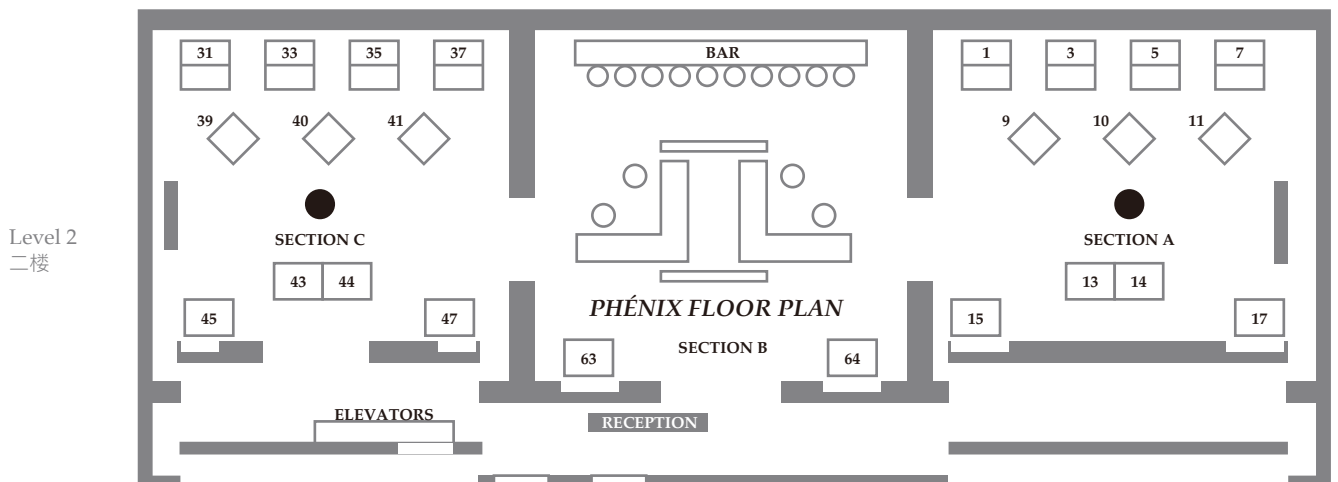 31 33 35 37
BAR
1 3 5 7
39 40 41
9 10 11
Level 2
二楼
SECTION C
SECTION A
43 44
13 14
PHÉNIX FLOOR PLAN
45 47
15 17
SECTION B
63 64
ELEVATORS
RECEPTION